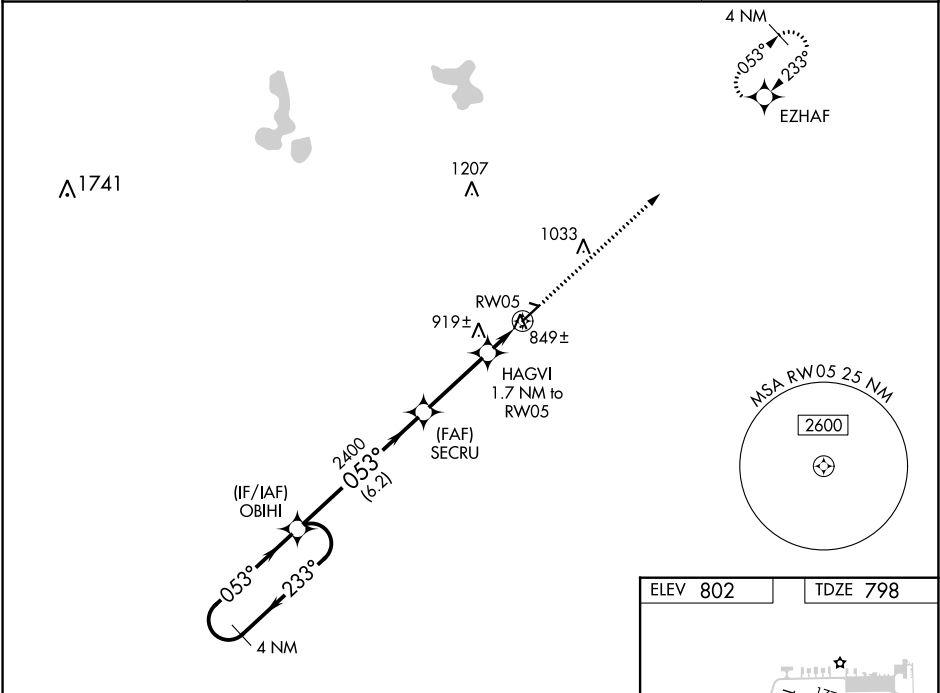 4 NM
053°
233°
EZHAF
1741
1207
1033
RW05
919±
849±
HAGVI
1.7 NM to
RW05
MSA RW05 25 NM
2600
(FAF)
SECRU
2400
053°
(6.2)
(IF/IAF)
OBIHI
053°
233°
4 NM
ELEV 802
TDZE 798